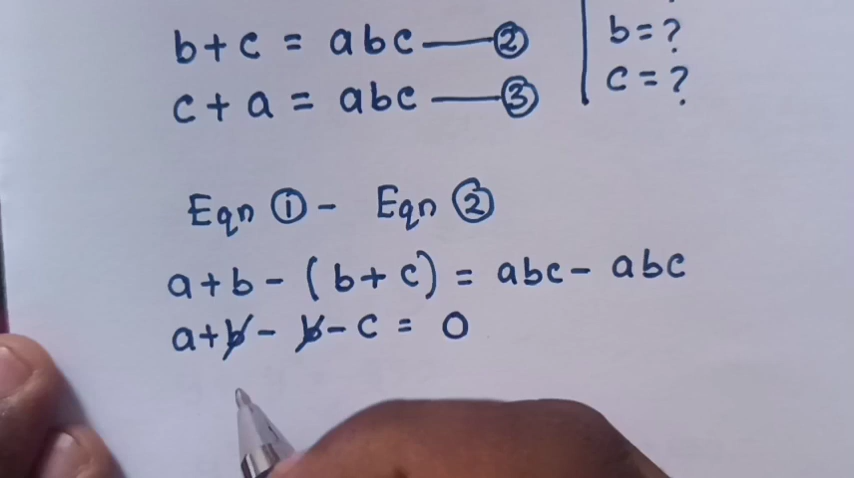 b+c = abc — ②
c+a = abc — ③
b=?
c=?
Eqn ① - Eqn ②
a+b-(b+c) = abc- abc
a+b-b-c = 0